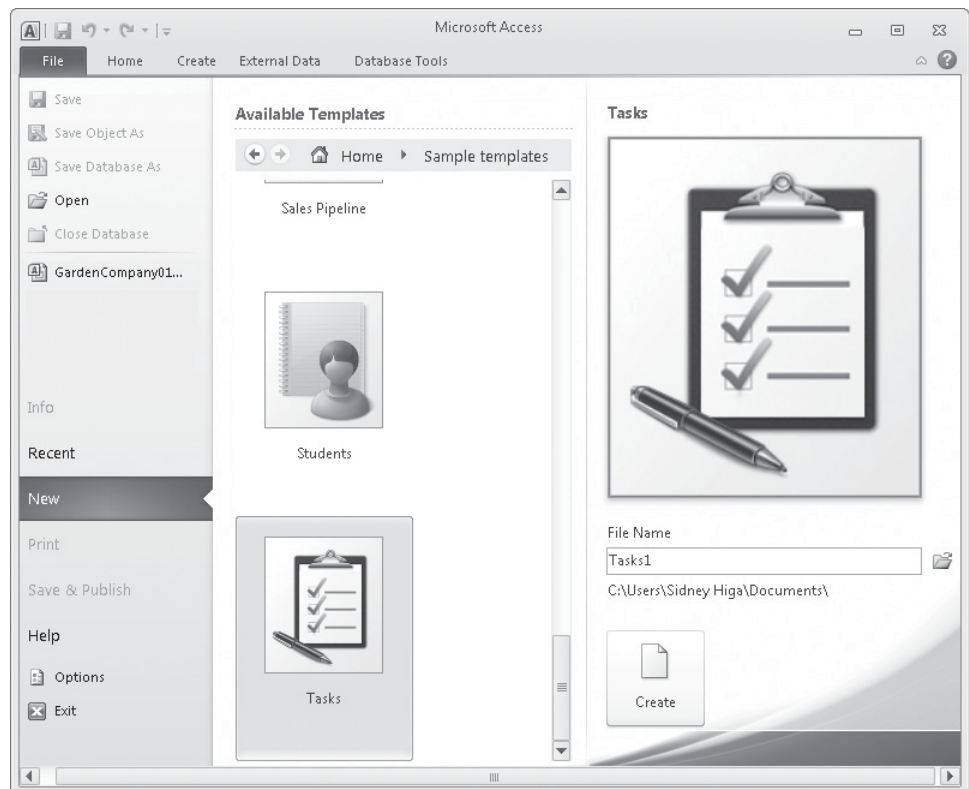 Microsoft Access
File Home Create External Data Database Tools
Save
Save Object As
Save Database As
Open
Close Database
GardenCompany01...
Info
Recent
New
Print
Save & Publish
Help
Options
Exit
Available Templates
Home Sample templates
Sales Pipeline
Students
Tasks
Tasks
File Name
Tasks1
C:\Users\Sidney Higa\Documents\
Create